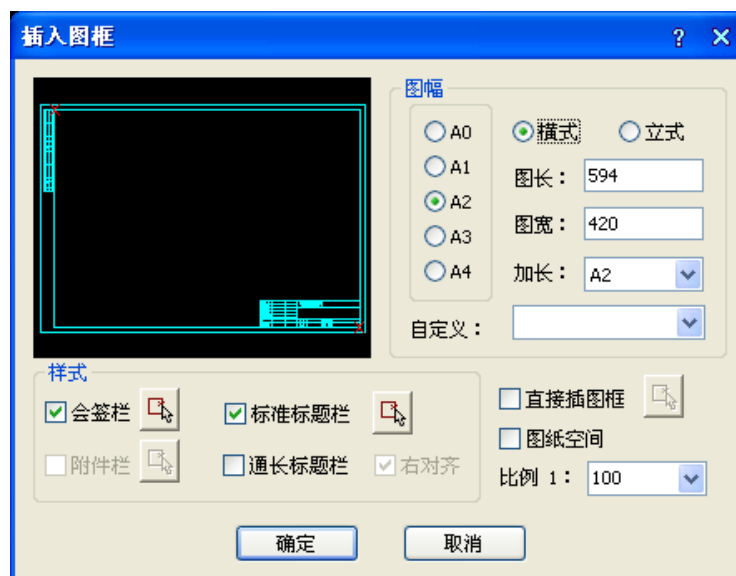 插入图框
图幅
A0
横式
立式
A1
图长：
594
A2
图宽：
420
A3
A4
加长：
A2
自定义：
样式
会签栏
标准标题栏
直接插图框
图纸空间
附件栏
通长标题栏
右对齐
比例 1：
100
确定
取消